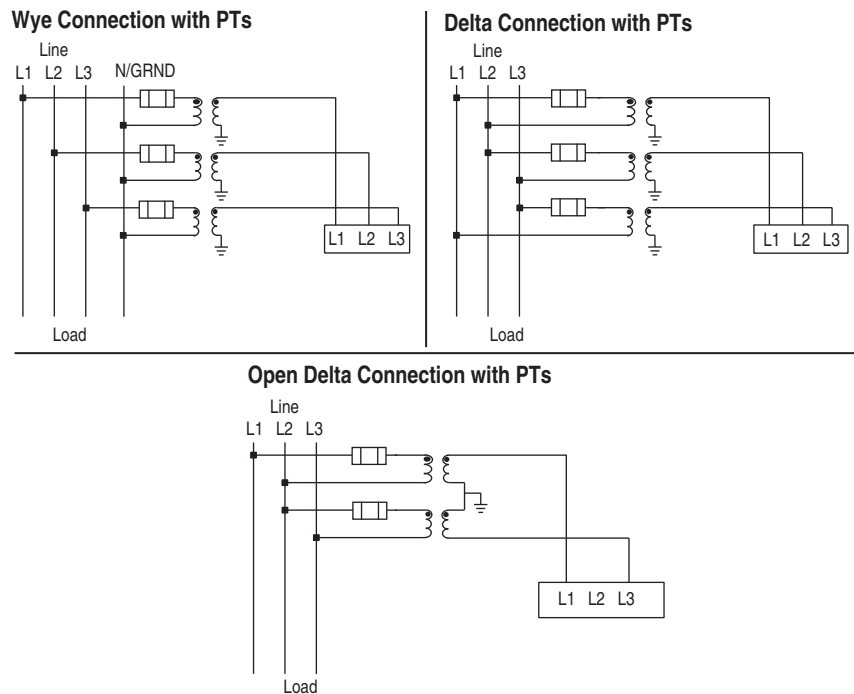 Wye Connection with PTs
Line
L1 L2 L3 N/GRND
L1 L2 L3
Load
Delta Connection with PTs
Line
L1 L2 L3
L1 L2 L3
Load
Open Delta Connection with PTs
Line
L1 L2 L3
L1 L2 L3
Load